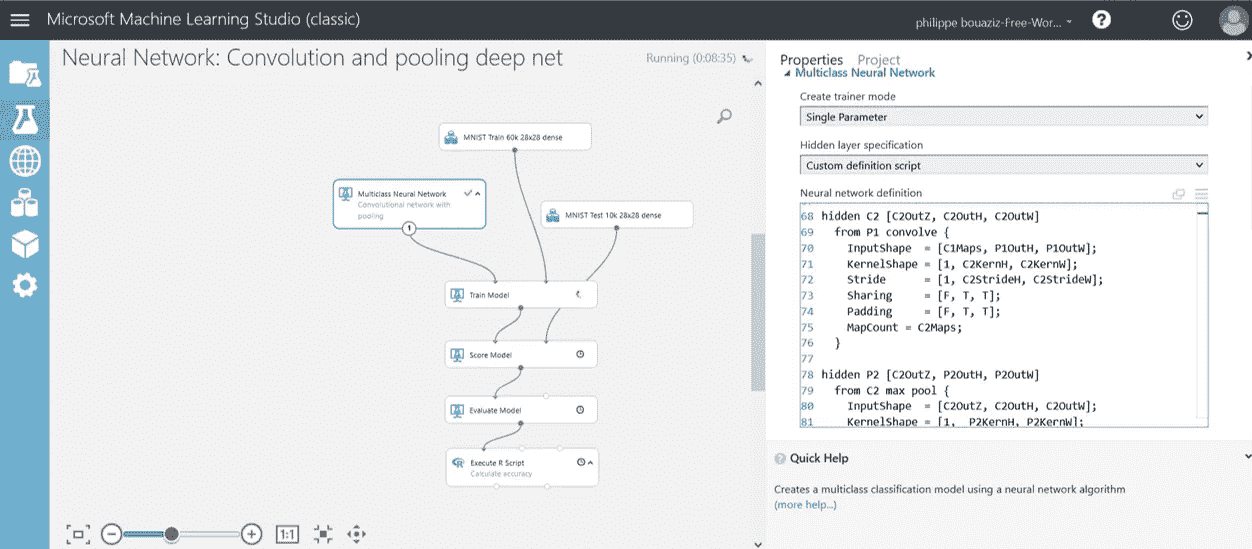 Microsoft Machine Learning Studio (classic)
philippe bouaziz-Free-Wor...
?
Neural Network: Convolution and pooling deep net
Running (0:08:35)
MNIST Train 60k 28x28 dense
Multiclass Neural Network
Convolutional network with
pooling
1
MNIST Test 10k 28x28 dense
Train Model
Score Model
Evaluate Model
R Execute R Script
Calculate accuracy
1:1
Properties Project
Multiclass Neural Network
Create trainer mode
Single Parameter
Hidden layer specification
Custom definition script
Neural network definition
68 hidden C2 [C2OutZ, C2OutH, C2OutW]
69 from P1 convolve {
70 InputShape = [C1Maps, P1OutH, P1OutW];
71 KernelShape = [1, C2KernH, C2KernW];
72 Stride = [1, C2StrideH, C2StrideW];
73 Sharing = [F, T, T];
74 Padding = [F, T, T];
75 MapCount = C2Maps;
76 }
77
78 hidden P2 [C2OutZ, P2OutH, P2OutW]
79 from C2 max pool {
80 InputShape = [C2OutZ, C2OutH, C2OutW];
81 KernelShape = [1, P2KernH, P2KernW];
? Quick Help
Creates a multiclass classification model using a neural network algorithm
(more help...)